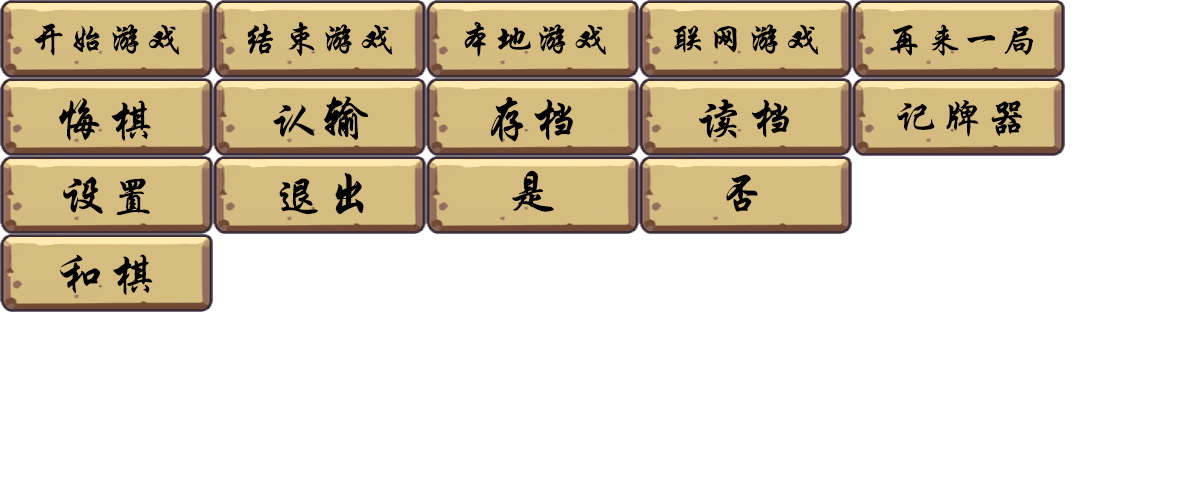 开始游戏 结束游戏 本地游戏 联网游戏 再来一局
悔棋 认输 存档 读档 记牌器
设置 退出 是 否
和棋